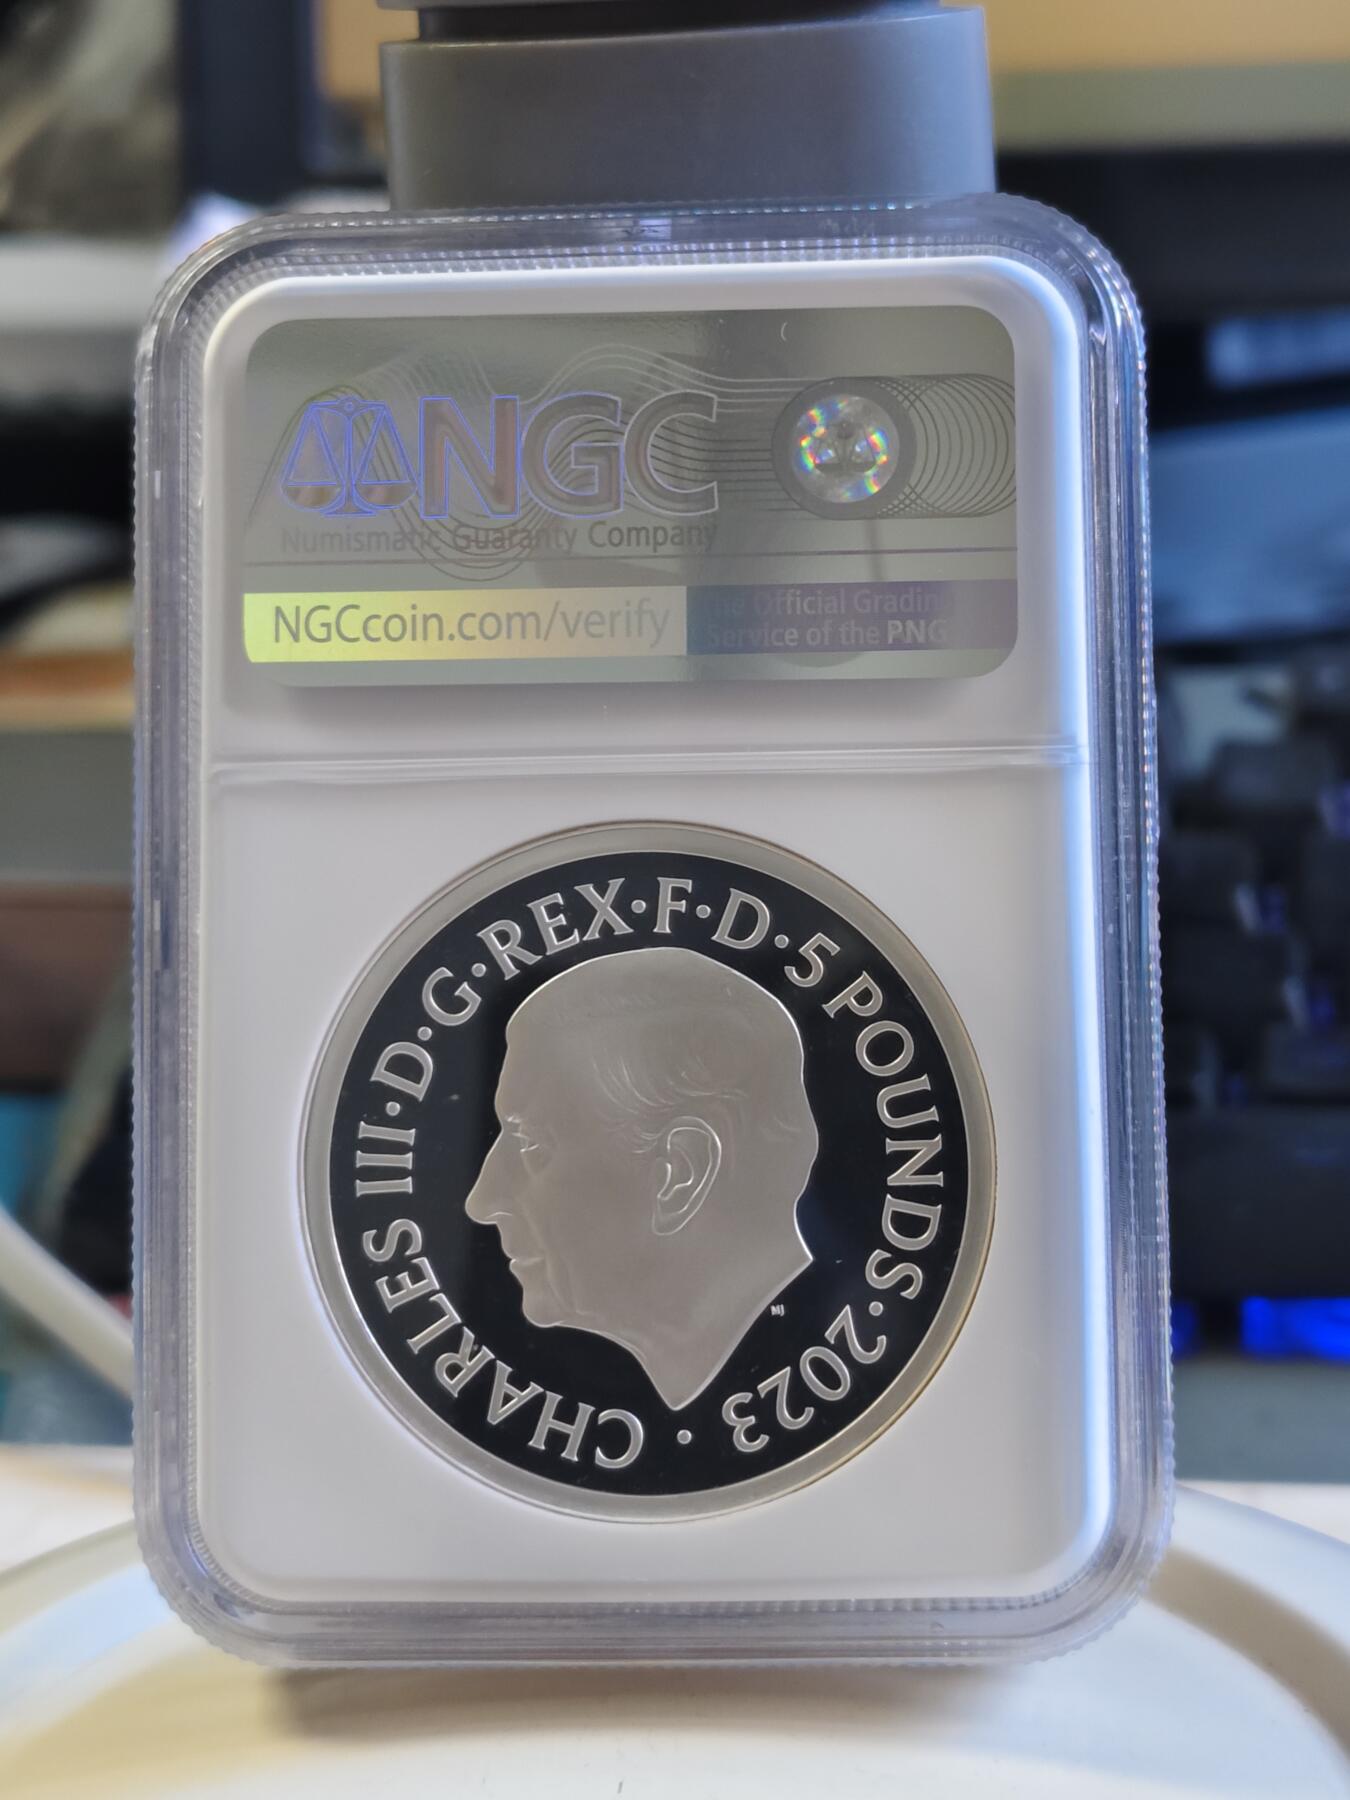 NGC
Numismatic Guaranty Company
NGCcoin.com/verify
The Official Grading
Service of the PNG
CHARLES III·D·G·REX·F·D·5 POUNDS·2023·
MJ